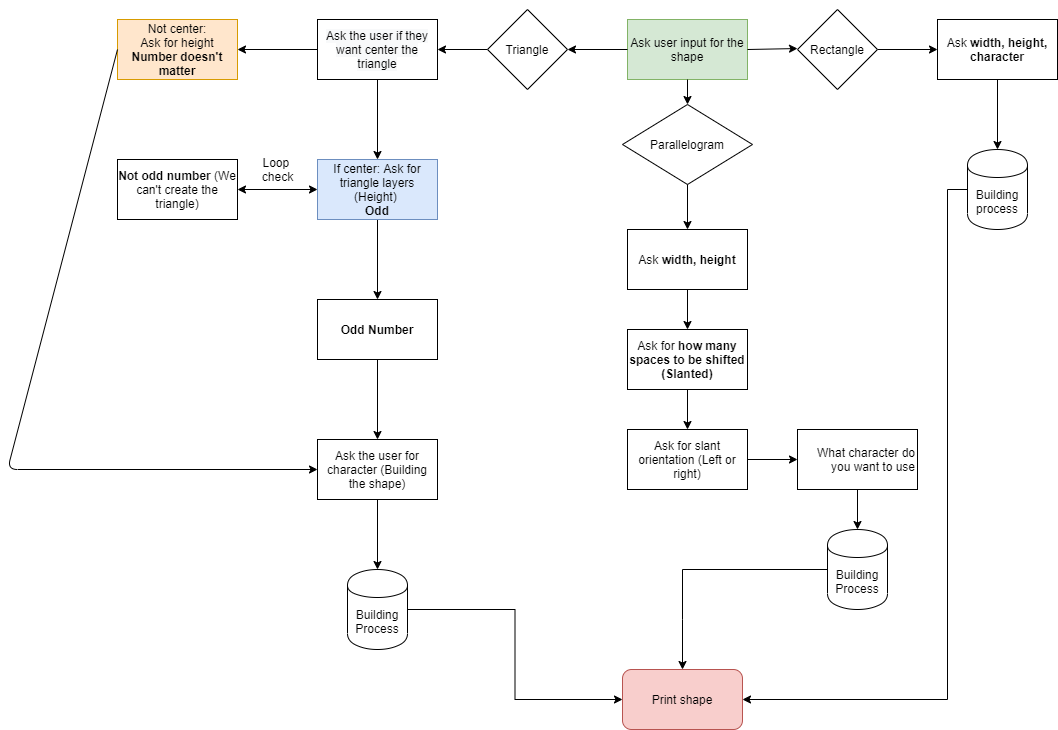 Not center:
Ask for height
Number doesn't
matter
Ask the user if they
want center the
triangle
Triangle
Ask user input for the
shape
Rectangle
Ask width, height,
character
Parallelogram
Loop
check
Not odd number (We
can't create the
triangle)
If center: Ask for
triangle layers
(Height)
Odd
Building
process
Ask width, height
Odd Number
Ask for how many
spaces to be shifted
(Slanted)
Ask the user for
character (Building
the shape)
Ask for slant
orientation (Left or
right)
What character do
you want to use
Building
Process
Building
Process
Print shape